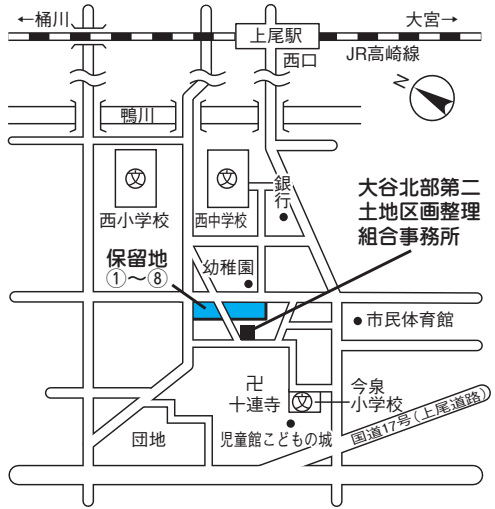 ←桶川
大宮→
上尾駅
西口
JR高崎線
N
鴨川
文
文
西小学校
西中学校
銀行
大谷北部第二
土地区画整理
組合事務所
保留地
①〜⑧
幼稚園
市民体育館
卍
十連寺
文
今泉
小学校
団地
児童館こどもの城
国道17号(上尾道路)